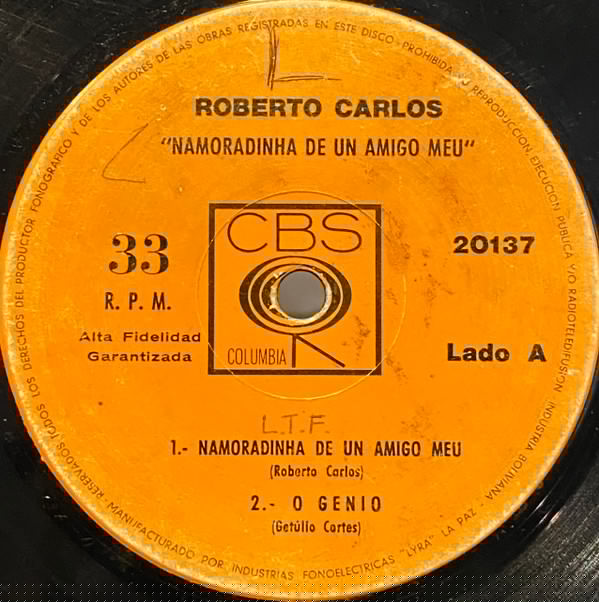 RESERVADOS TODOS LOS DERECHOS DEL PRODUCTOR FONOGRAFICO Y DE LOS AUTORES DE LAS OBRAS REGISTRADAS EN ESTE DISCO - PROHIBIDA SU REPRODUCCION, EJECUCION PUBLICA Y/O RADIOTELEDIFUSION INDUSTRIA BOLIVIANA
L
L
ROBERTO CARLOS
"NAMORADINHA DE UN AMIGO MEU"
CBS
COLUMBIA
33
R. P. M.
Alta Fidelidad
Garantizada
20137
Lado A
L.T.F.
1.- NAMORADINHA DE UN AMIGO MEU
(Roberto Carlos)
2.- O GENIO
(Getúlio Cortes)
- MANUFACTURADO POR INDUSTRIAS FONOELECTRICAS "LYRA" LA PAZ -